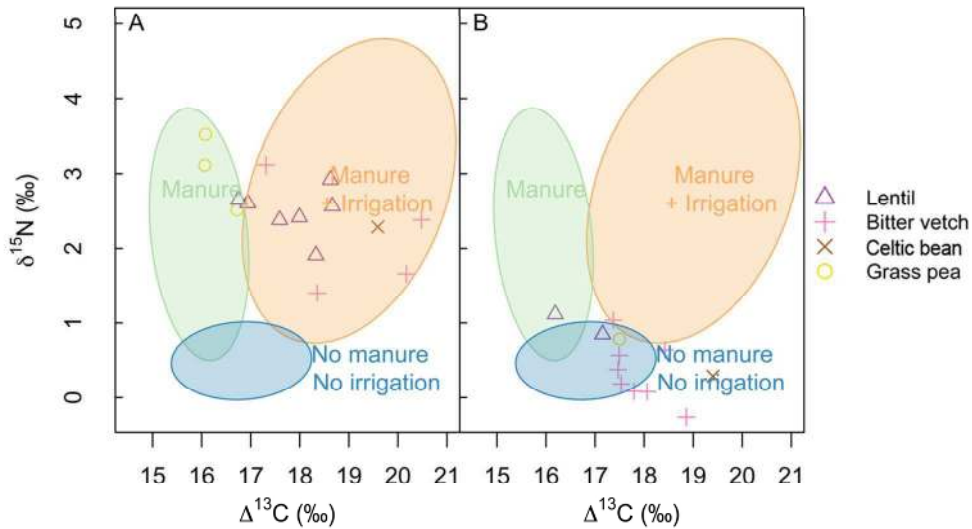 A
B
5
4
3
2
1
0
δ15N (‰)
Manure
Manure
+ Irrigation
No manure
No irrigation
Manure
Manure
+ Irrigation
No manure
No irrigation
Lentil
Bitter vetch
Celtic bean
Grass pea
15 16 17 18 19 20 21
15 16 17 18 19 20 21
Δ13C (‰)
Δ13C (‰)